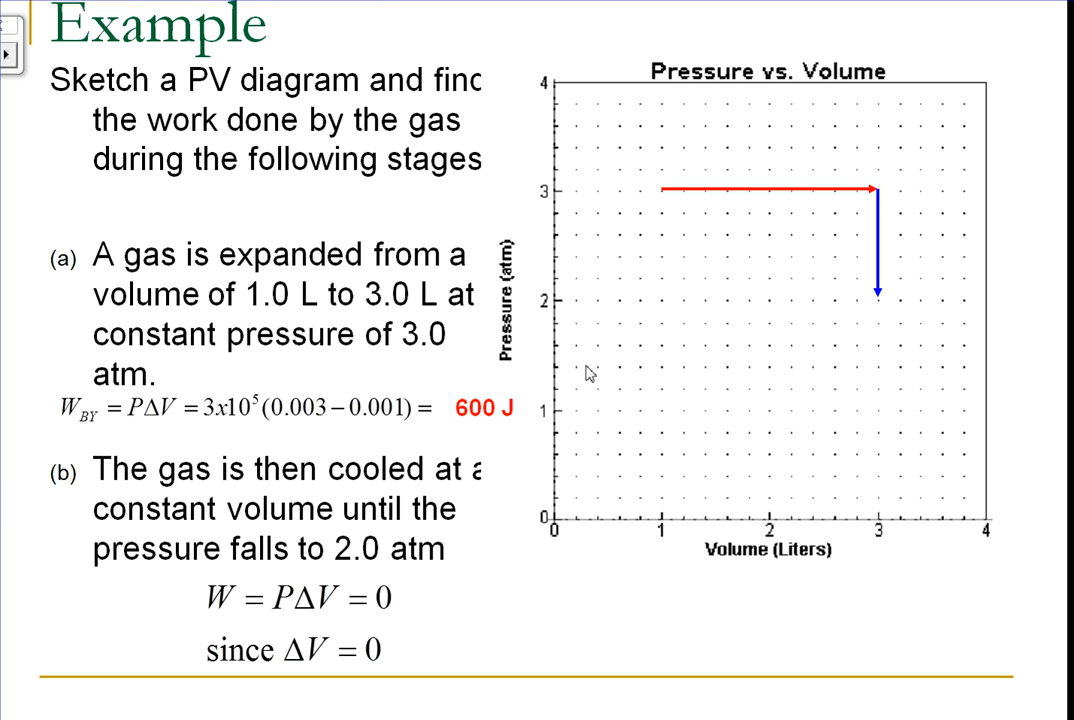 Example
Sketch a PV diagram and find
the work done by the gas
during the following stages
(a) A gas is expanded from a
volume of 1.0 L to 3.0 L at
constant pressure of 3.0
atm.
W_BY = PΔV = 3x10⁵(0.003 − 0.001) = 600 J
(b) The gas is then cooled at a
constant volume until the
pressure falls to 2.0 atm
W = PΔV = 0
since ΔV = 0
Pressure vs. Volume
Pressure (atm)
4
3
2
1
0
0 1 2 3 4
Volume (Liters)